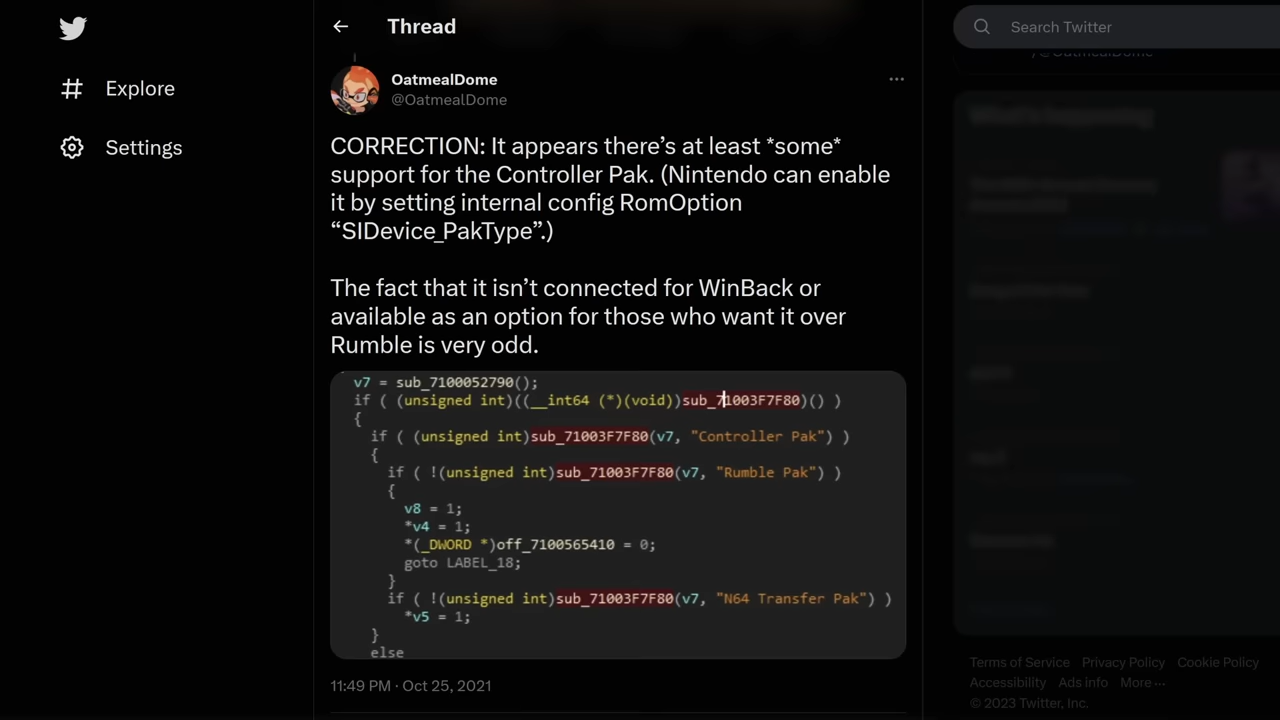 Thread
Search Twitter
Explore
Settings
OatmealDome
@OatmealDome
CORRECTION: It appears there’s at least *some*
support for the Controller Pak. (Nintendo can enable
it by setting internal config RomOption
“SIDevice_PakType”.)
The fact that it isn’t connected for WinBack or
available as an option for those who want it over
Rumble is very odd.
v7 = sub_7100052790();
if ( (unsigned int)((__int64 (*)(void))sub_71003F7F80)() )
{
if ( (unsigned int)sub_71003F7F80(v7, "Controller Pak") )
{
if ( !(unsigned int)sub_71003F7F80(v7, "Rumble Pak") )
{
v8 = 1;
*v4 = 1;
*(_DWORD *)off_7100565410 = 0;
goto LABEL_18;
}
if ( !(unsigned int)sub_71003F7F80(v7, "N64 Transfer Pak") )
*v5 = 1;
}
else
11:49 PM · Oct 25, 2021
What's happening
Terms of Service Privacy Policy Cookie Policy
Accessibility Ads info More ···
© 2023 Twitter, Inc.